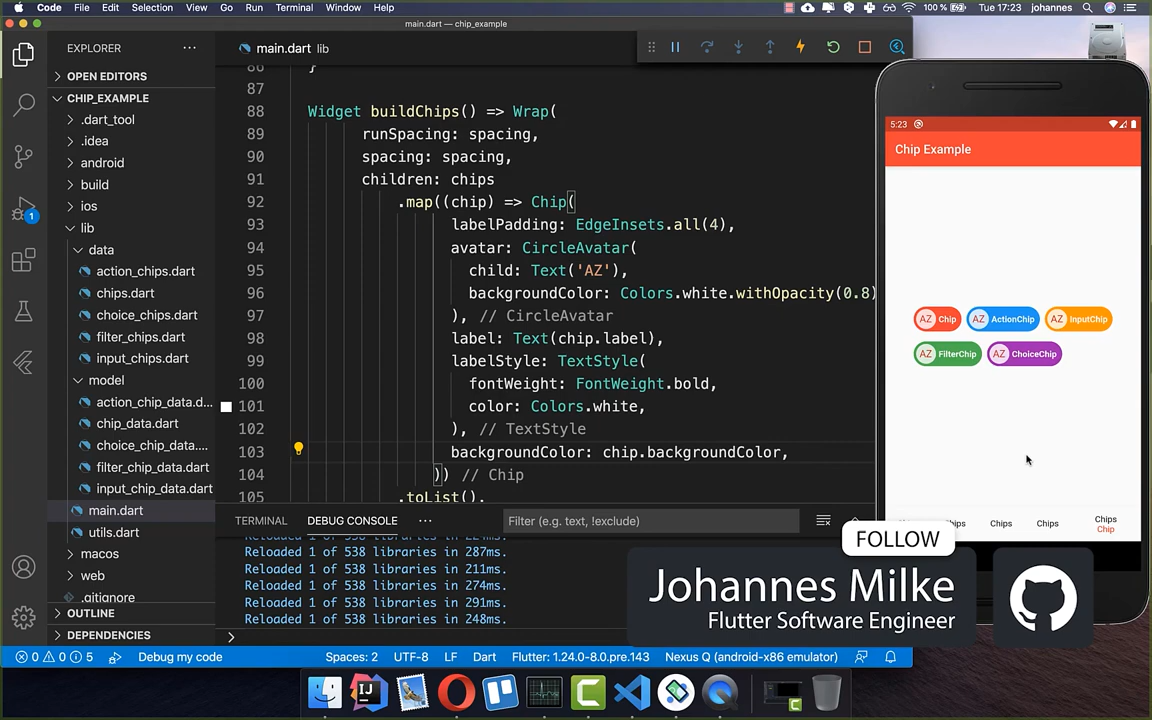 Code File Edit Selection View Go Run Terminal Window Help 100 % Tue 17:23 johannes
main.dart — chip_example
EXPLORER
OPEN EDITORS
CHIP_EXAMPLE
.dart_tool
.idea
android
build
ios
lib
data
action_chips.dart
chips.dart
choice_chips.dart
filter_chips.dart
input_chips.dart
model
action_chip_data.d...
chip_data.dart
choice_chip_data....
filter_chip_data.dart
input_chip_data.dart
main.dart
utils.dart
macos
web
.gitignore
OUTLINE
DEPENDENCIES
1
main.dart lib
86 }
87
88 Widget buildChips() => Wrap(
89 runSpacing: spacing,
90 spacing: spacing,
91 children: chips
92 .map((chip) => Chip(
93 labelPadding: EdgeInsets.all(4),
94 avatar: CircleAvatar(
95 child: Text('AZ'),
96 backgroundColor: Colors.white.withOpacity(0.8)
97 ), // CircleAvatar
98 label: Text(chip.label),
99 labelStyle: TextStyle(
100 fontWeight: FontWeight.bold,
101 color: Colors.white,
102 ), // TextStyle
103 backgroundColor: chip.backgroundColor,
104 )) // Chip
105 .toList(),
TERMINAL DEBUG CONSOLE ··· Filter (e.g. text, !exclude)
Reloaded 1 of 538 libraries in 287ms.
Reloaded 1 of 538 libraries in 211ms.
Reloaded 1 of 538 libraries in 274ms.
Reloaded 1 of 538 libraries in 291ms.
Reloaded 1 of 538 libraries in 248ms.
0 0 5 Debug my code Spaces: 2 UTF-8 LF Dart Flutter: 1.24.0-8.0.pre.143 Nexus Q (android-x86 emulator)
5:23
Chip Example
AZ Chip AZ ActionChip AZ InputChip
AZ FilterChip AZ ChoiceChip
Chips Chips Chips
Chip
FOLLOW
Johannes Milke
Flutter Software Engineer